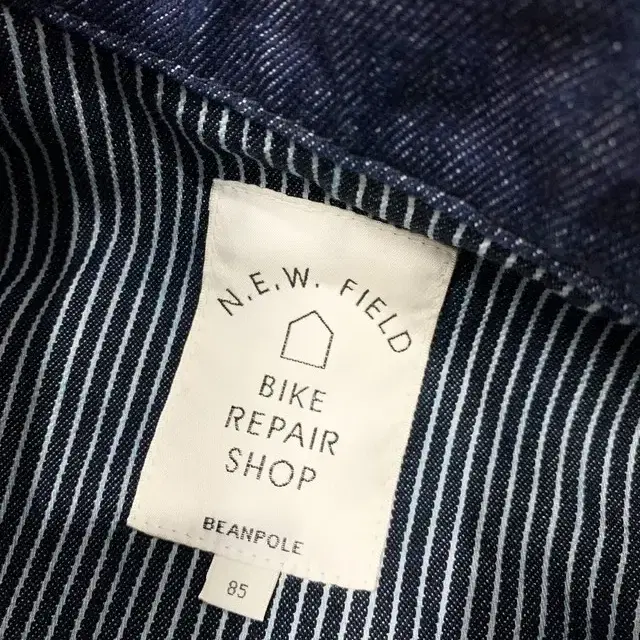 N.E.W. FIELD
BIKE
REPAIR
SHOP
BEANPOLE
85